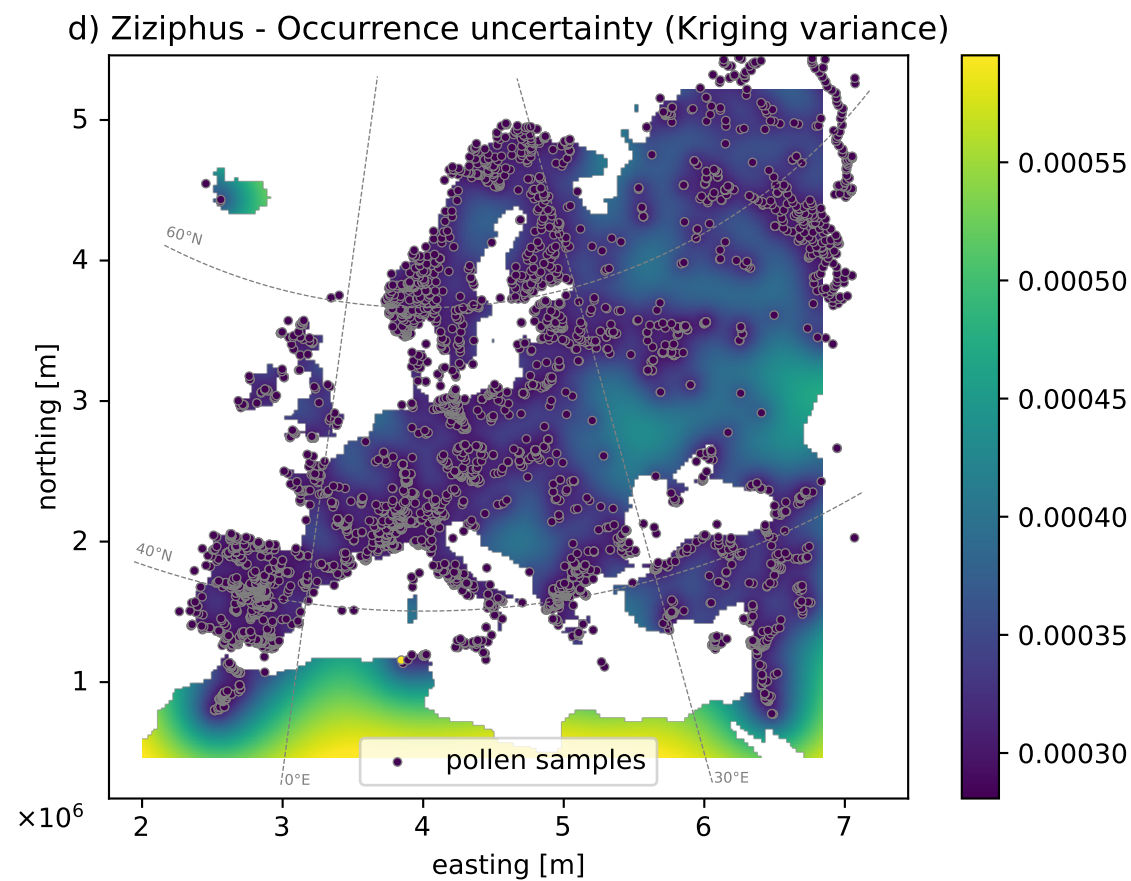 d) Ziziphus - Occurrence uncertainty (Kriging variance)
5
4
3
2
1
northing [m]
×10⁶
2 3 4 5 6 7
easting [m]
60°N
40°N
0°E
30°E
pollen samples
0.00055
0.00050
0.00045
0.00040
0.00035
0.00030